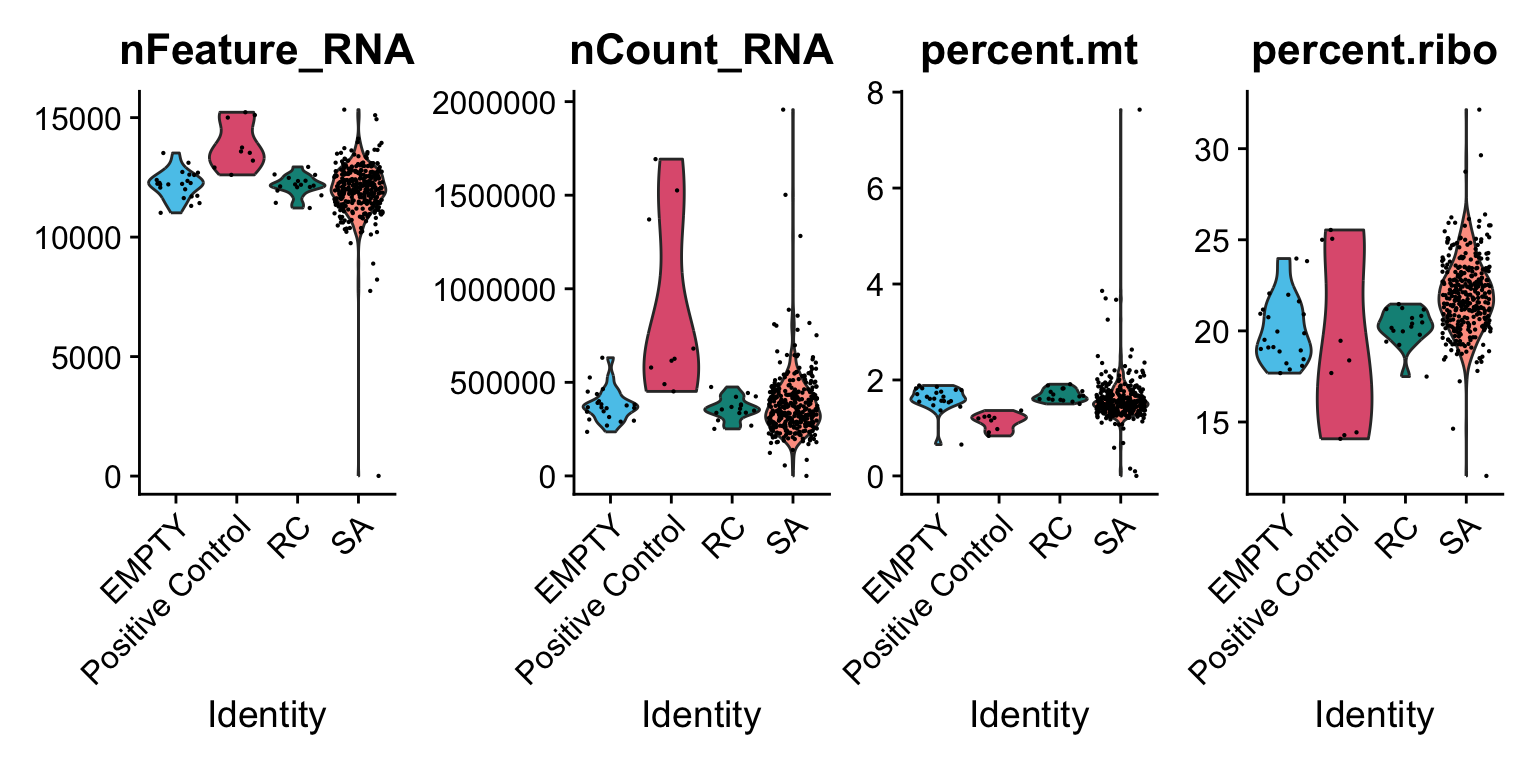 nFeature_RNA
15000
10000
5000
0
EMPTY
Positive Control
RC
SA
Identity
nCount_RNA
2000000
1500000
1000000
500000
0
EMPTY
Positive Control
RC
SA
Identity
percent.mt
8
6
4
2
0
EMPTY
Positive Control
RC
SA
Identity
percent.ribo
30
25
20
15
EMPTY
Positive Control
RC
SA
Identity